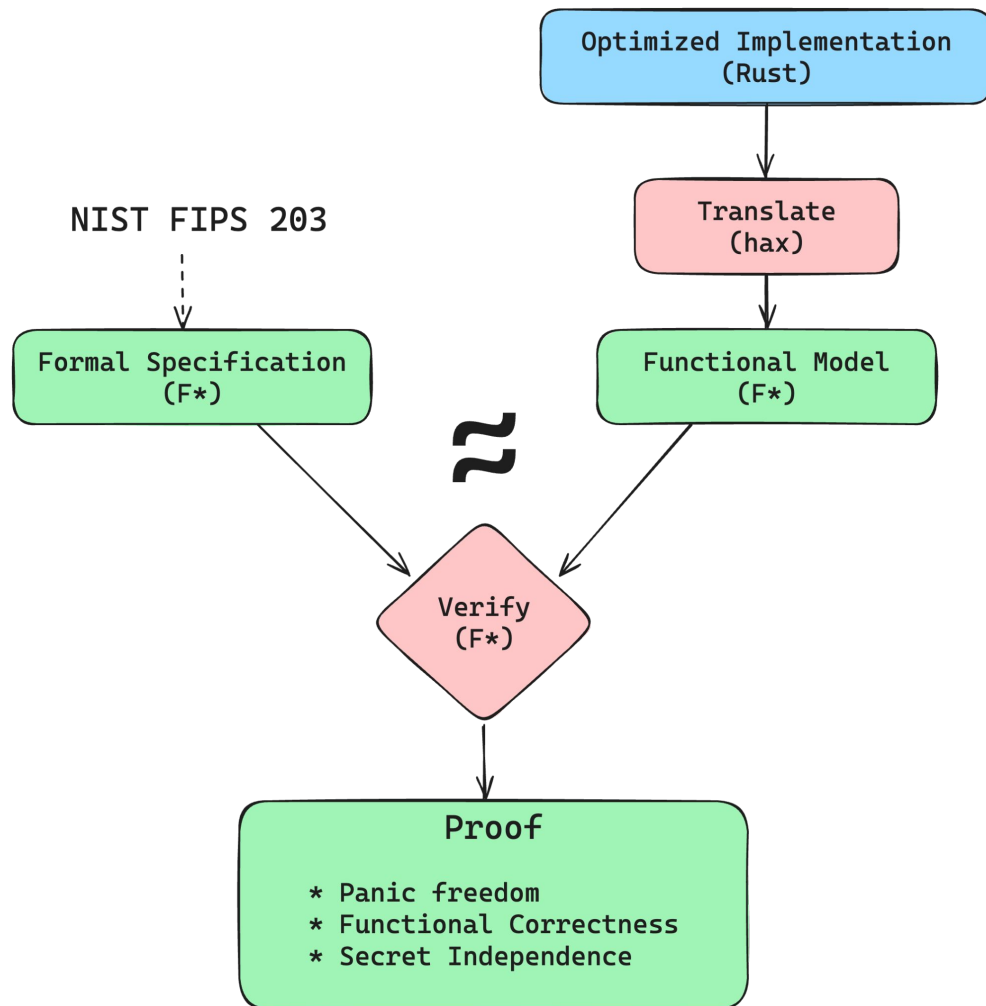 Optimized Implementation
(Rust)
Translate
(hax)
NIST FIPS 203
Formal Specification
(F*)
Functional Model
(F*)
≈
Verify
(F*)
Proof
* Panic freedom
* Functional Correctness
* Secret Independence